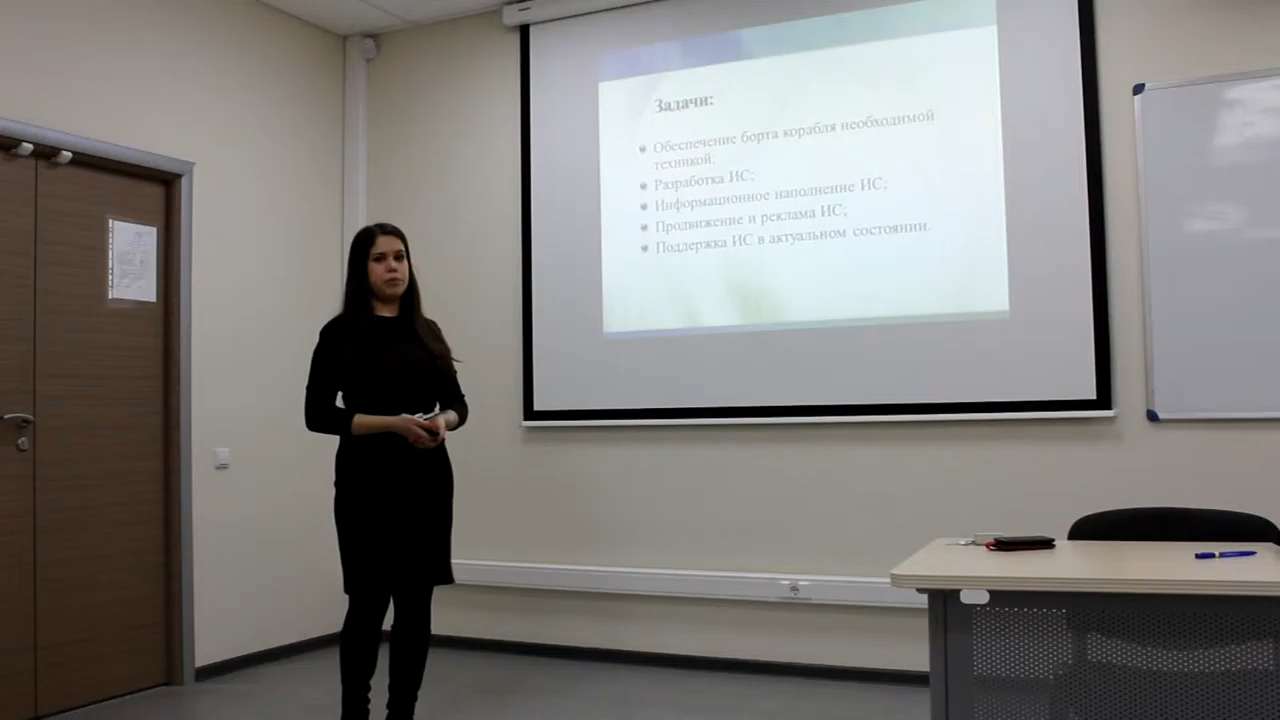 Задачи:
Обеспечение борта корабля необходимой
техникой;
Разработка ИС;
Информационное наполнение ИС;
Продвижение и реклама ИС;
Поддержка ИС в актуальном состоянии.